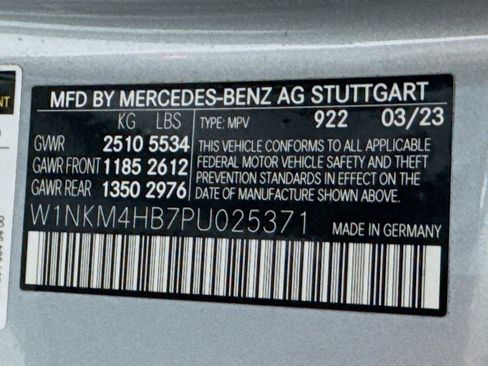 MFD BY MERCEDES-BENZ AG STUTTGART
KG LBS TYPE: MPV 922 03/23
GVWR 2510 5534 THIS VEHICLE CONFORMS TO ALL APPLICABLE
GAWR FRONT 1185 2612 FEDERAL MOTOR VEHICLE SAFETY AND THEFT
GAWR REAR 1350 2976 PREVENTION STANDARDS IN EFFECT ON THE
DATE OF MANUFACTURE SHOWN ABOVE.
W1NKM4HB7PU025371 MADE IN GERMANY